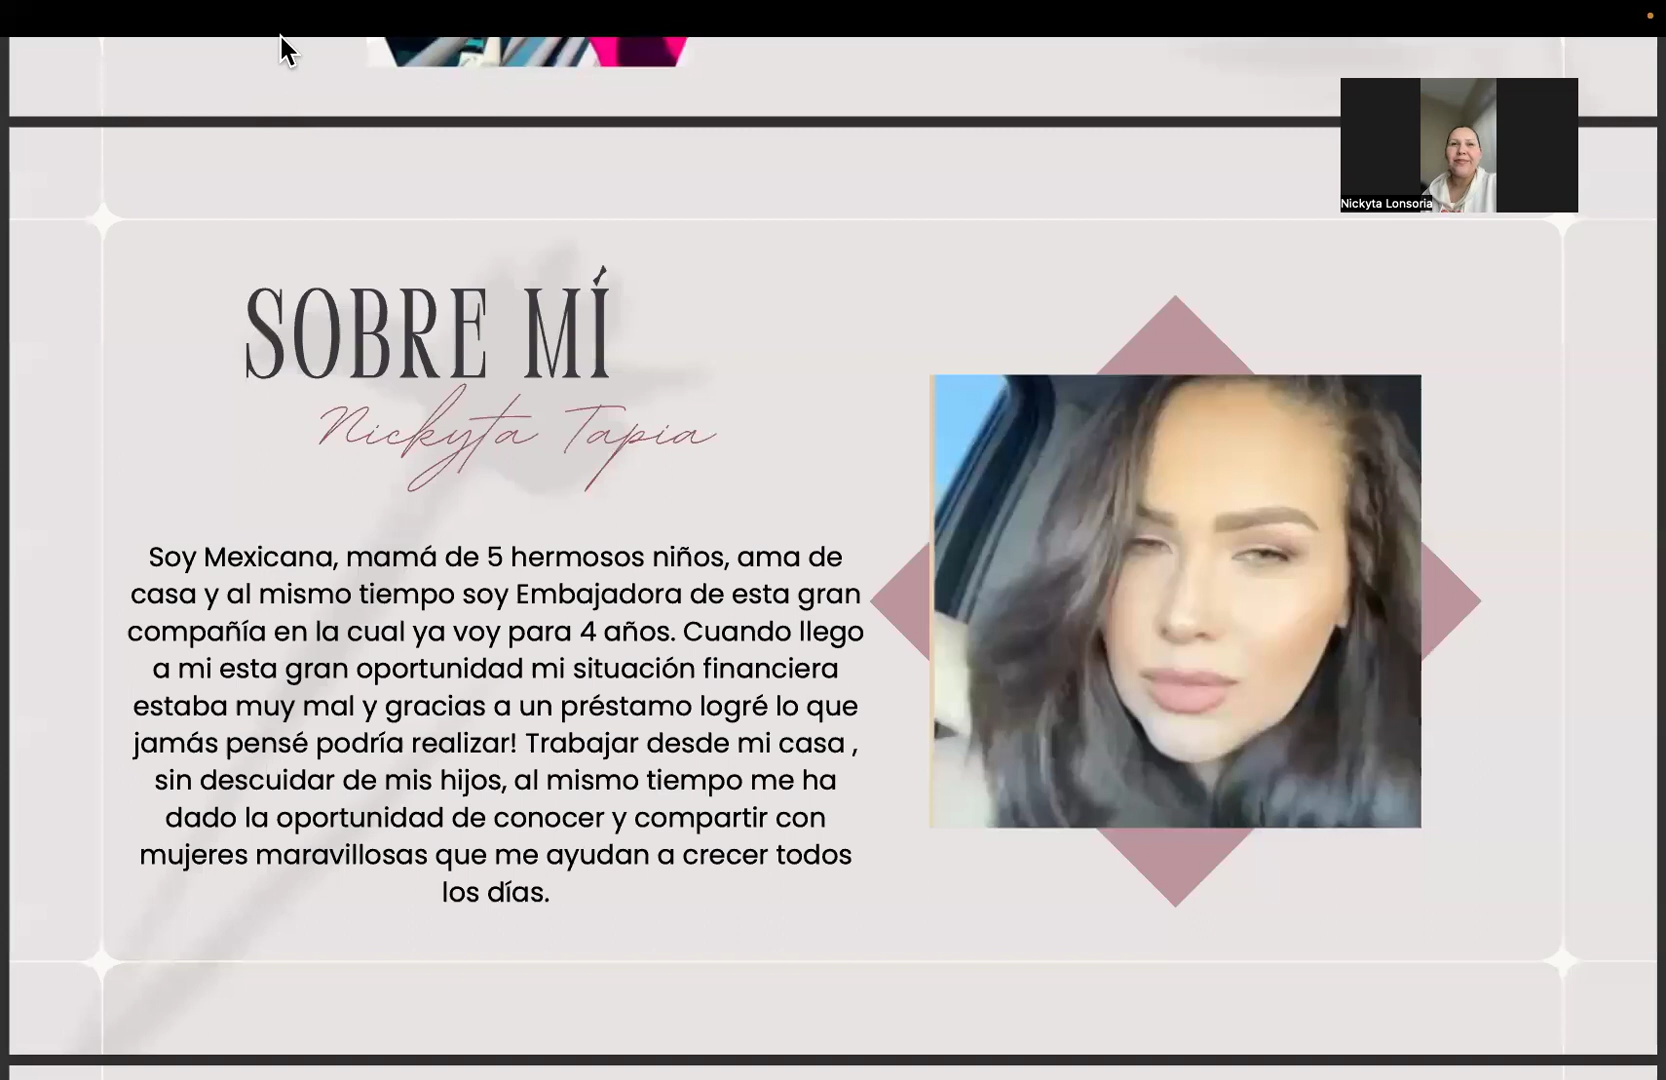 Nickyta Lonsoria
SOBRE MÍ
Nickyta Tapia
Soy Mexicana, mamá de 5 hermosos niños, ama de
casa y al mismo tiempo soy Embajadora de esta gran
compañía en la cual ya voy para 4 años. Cuando llego
a mi esta gran oportunidad mi situación financiera
estaba muy mal y gracias a un préstamo logré lo que
jamás pensé podría realizar! Trabajar desde mi casa ,
sin descuidar de mis hijos, al mismo tiempo me ha
dado la oportunidad de conocer y compartir con
mujeres maravillosas que me ayudan a crecer todos
los días.